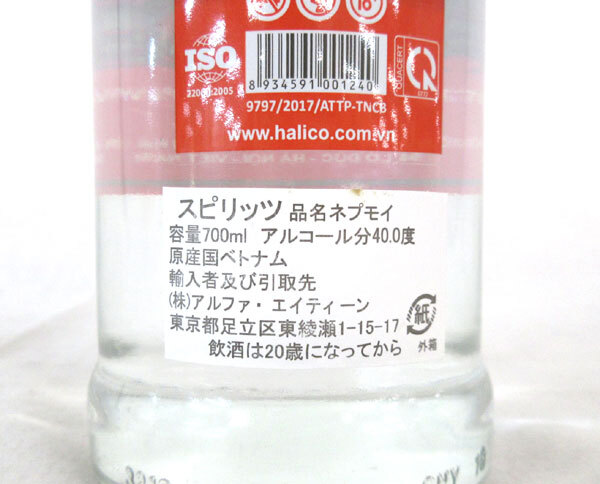 18
ISO
22000:2005
8 934591 001240
QUACERT
9797/2017/ATTP-TNCB
www.halico.com.vn
スピリッツ 品名ネプモイ
容量700ml アルコール分40.0度
原産国ベトナム
輸入者及び引取先
(株)アルファ・エイティーン
東京都足立区東綾瀬1-15-17
飲酒は20歳になってから
紙
外箱